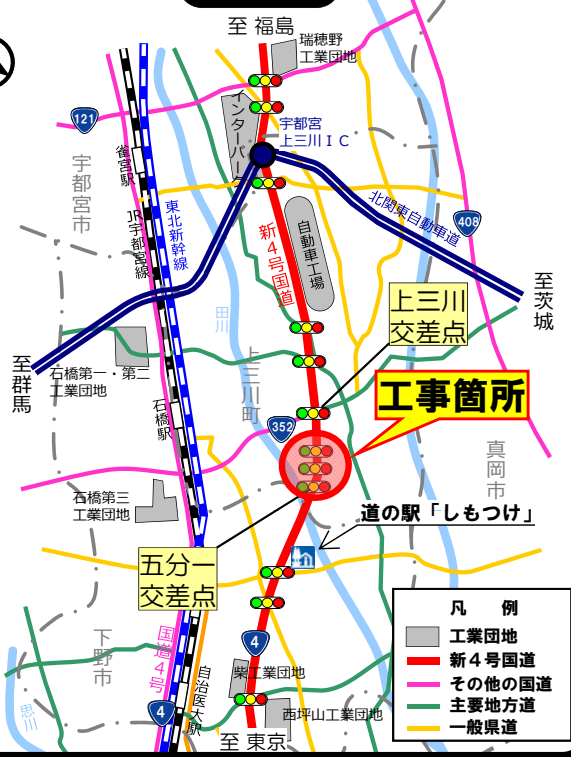 至 福島
瑞穂野
工業団地
121
インターパーク
宇都宮
上三川ＩＣ
雀宮駅
宇都宮市
JR宇都宮線
東北新幹線
新４号国道
自動車工場
北関東自動車道
408
至茨城
田川
上三川
交差点
至群馬
石橋第一・第二
工業団地
上三川町
石橋駅
352
工事箇所
真岡市
石橋第三
工業団地
道の駅「しもつけ」
五分一
交差点
下野市
国道４号
4
自治医大駅
4
柴工業団地
西坪山工業団地
思川
至 東京
凡 例
工業団地
新４号国道
その他の国道
主要地方道
一般県道